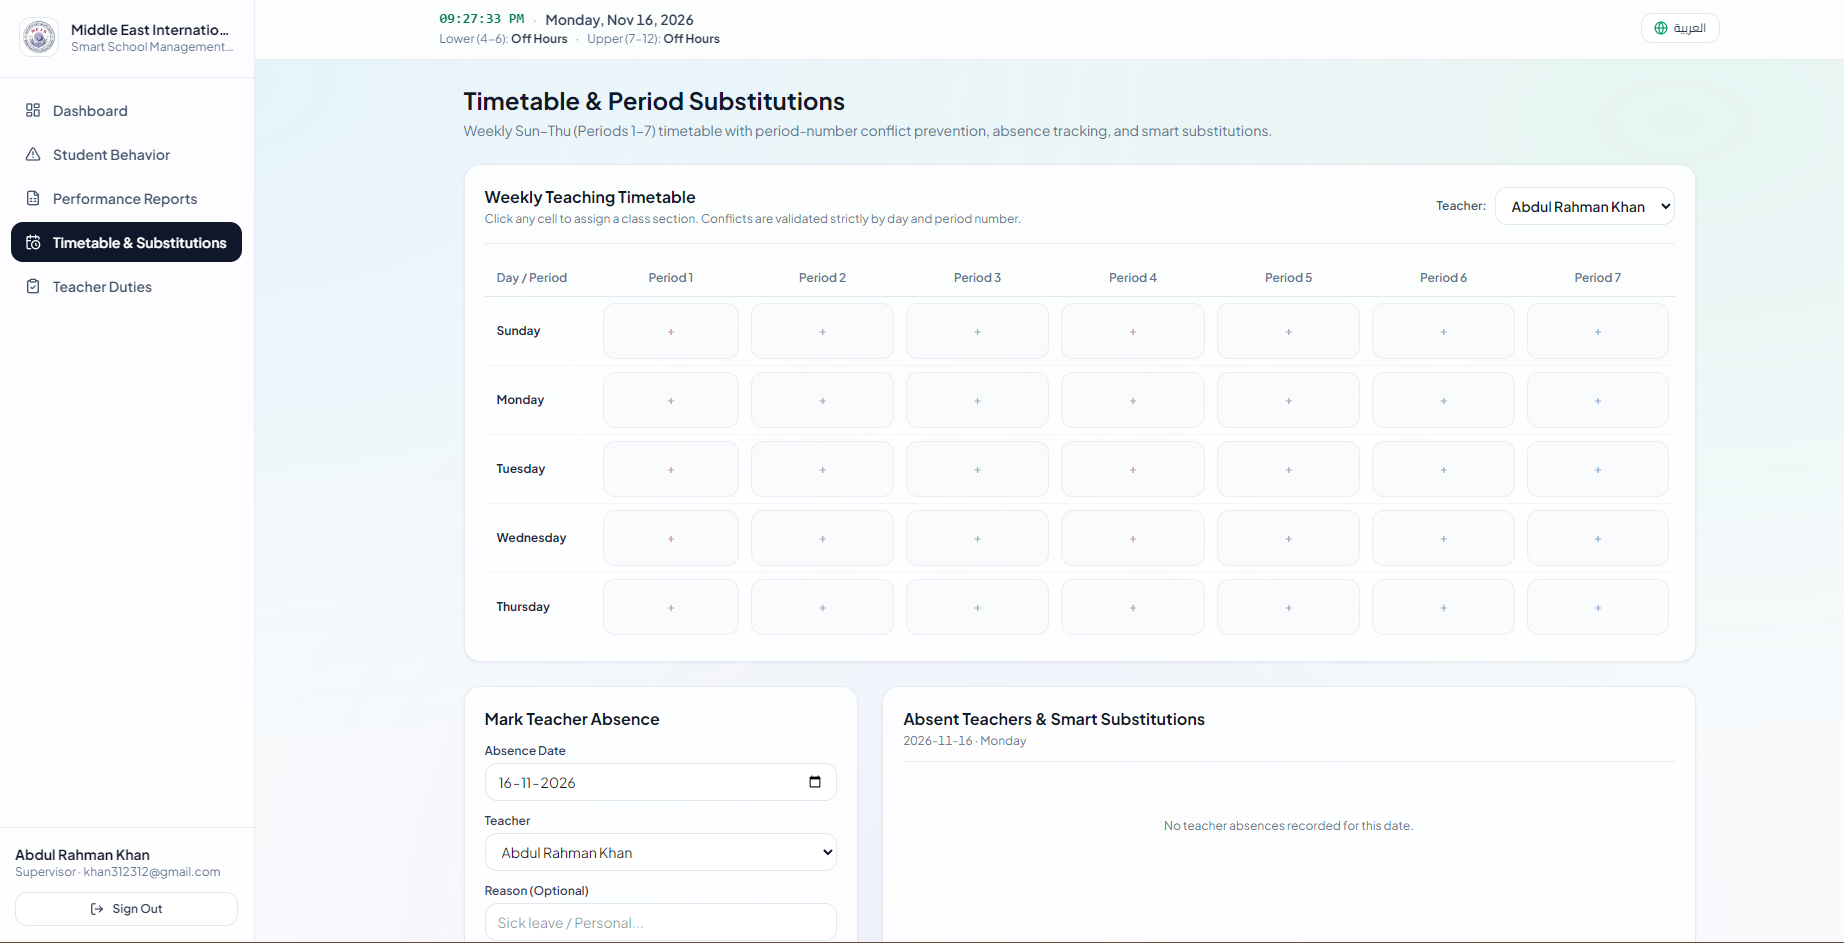 Middle East Internatio...
Smart School Management...
Dashboard
Student Behavior
Performance Reports
Timetable & Substitutions
Teacher Duties
Abdul Rahman Khan
Supervisor · khan312312@gmail.com
Sign Out
09:27:33 PM · Monday, Nov 16, 2026
Lower (4–6): Off Hours · Upper (7–12): Off Hours
العربية
Timetable & Period Substitutions
Weekly Sun–Thu (Periods 1–7) timetable with period-number conflict prevention, absence tracking, and smart substitutions.
Weekly Teaching Timetable
Click any cell to assign a class section. Conflicts are validated strictly by day and period number.
Teacher: Abdul Rahman Khan
Day / Period Period 1 Period 2 Period 3 Period 4 Period 5 Period 6 Period 7
Sunday + + + + + + +
Monday + + + + + + +
Tuesday + + + + + + +
Wednesday + + + + + + +
Thursday + + + + + + +
Mark Teacher Absence
Absence Date
16-11-2026
Teacher
Abdul Rahman Khan
Reason (Optional)
Sick leave / Personal...
Absent Teachers & Smart Substitutions
2026-11-16 · Monday
No teacher absences recorded for this date.